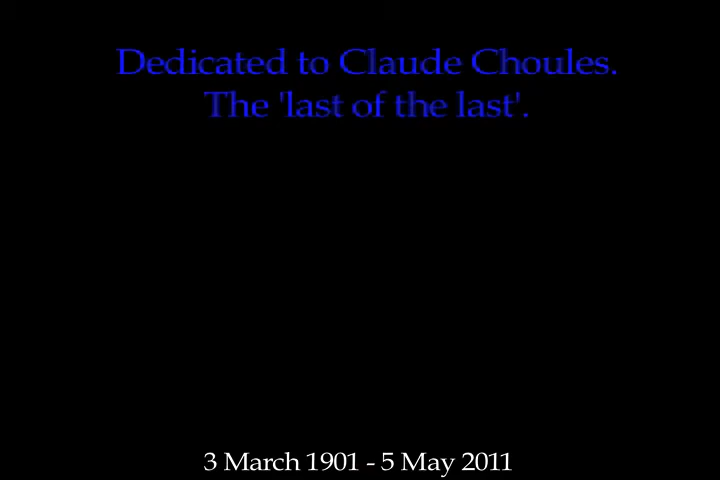 Dedicated to Claude Choules.
The 'last of the last'.
3 March 1901 - 5 May 2011